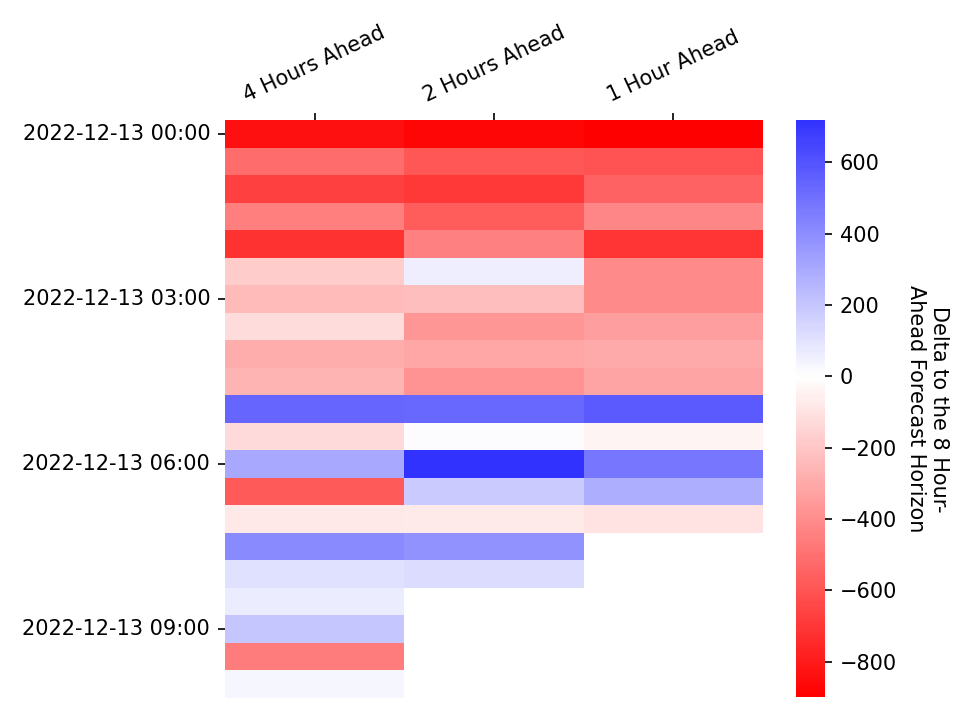 4 Hours Ahead
2 Hours Ahead
1 Hour Ahead
2022-12-13 00:00
2022-12-13 03:00
2022-12-13 06:00
2022-12-13 09:00
600
400
200
0
−200
−400
−600
−800
Delta to the 8 Hour-
Ahead Forecast Horizon